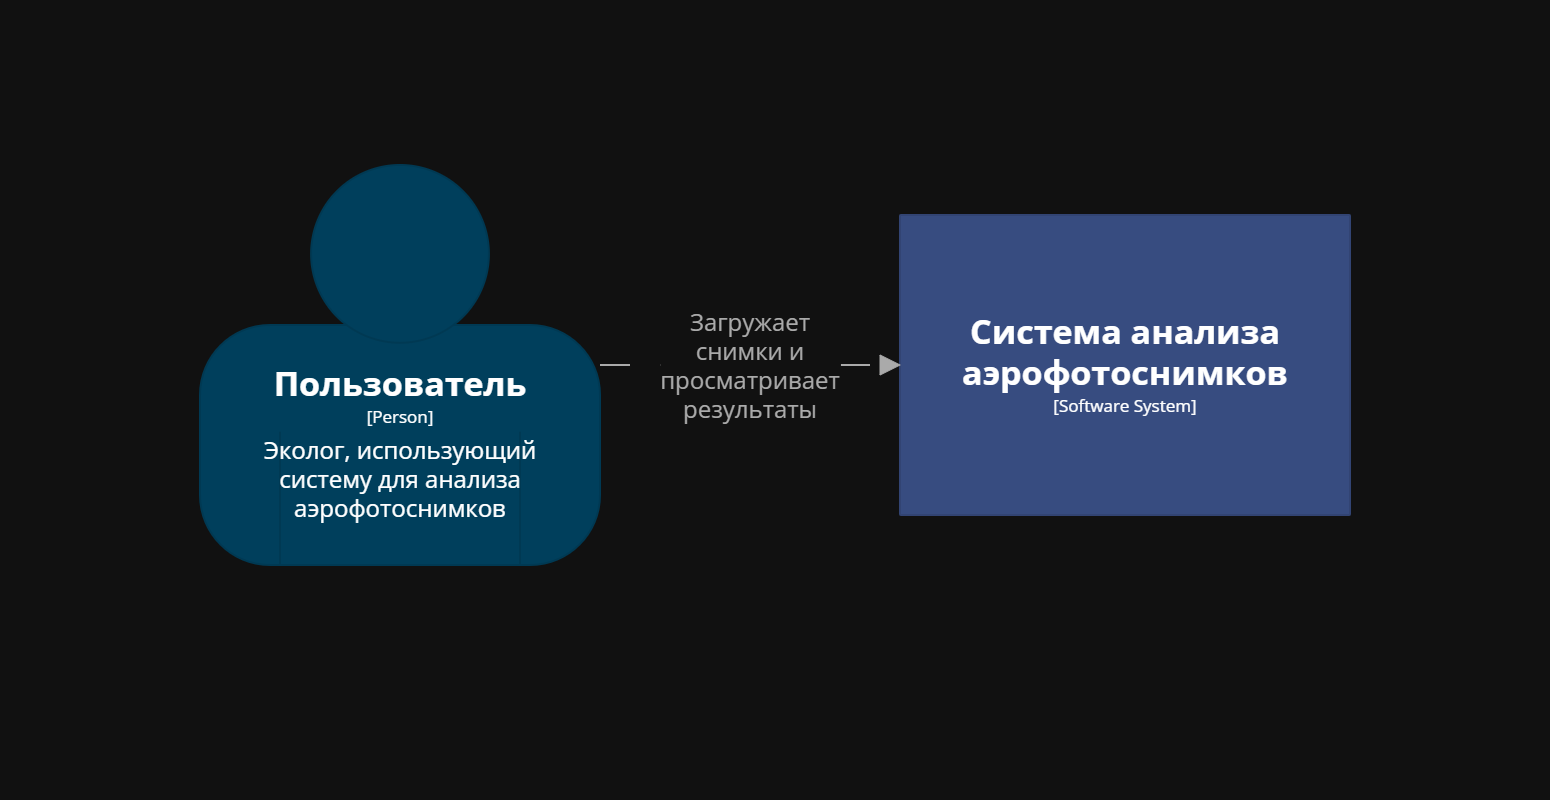 Пользователь
[Person]
Эколог, использующий
систему для анализа
аэрофотоснимков
Загружает
снимки и
просматривает
результаты
Система анализа
аэрофотоснимков
[Software System]